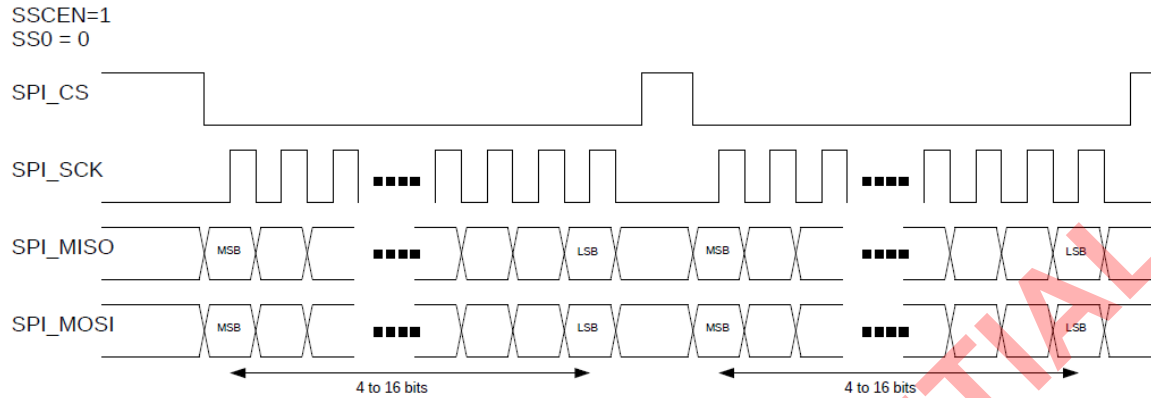 SSCEN=1
SS0 = 0
SPI_CS
SPI_SCK
SPI_MISO MSB LSB MSB LSB
SPI_MOSI MSB LSB MSB LSB
4 to 16 bits 4 to 16 bits
TIAL